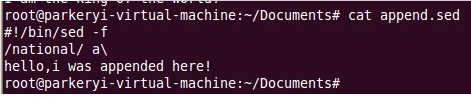 root@parkeryi-virtual-machine:~/Documents# cat append.sed
#!/bin/sed -f
/national/ a\
hello,i was appended here!
root@parkeryi-virtual-machine:~/Documents#